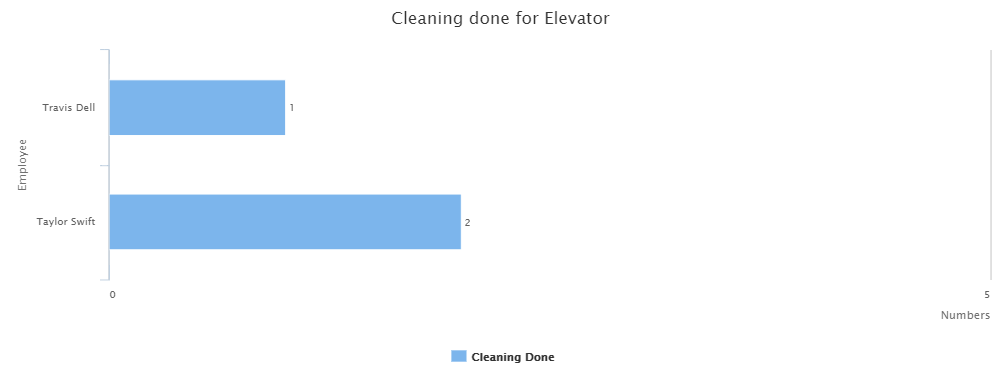 Cleaning done for Elevator
Employee
Travis Dell
1
Taylor Swift
2
0
5
Numbers
Cleaning Done